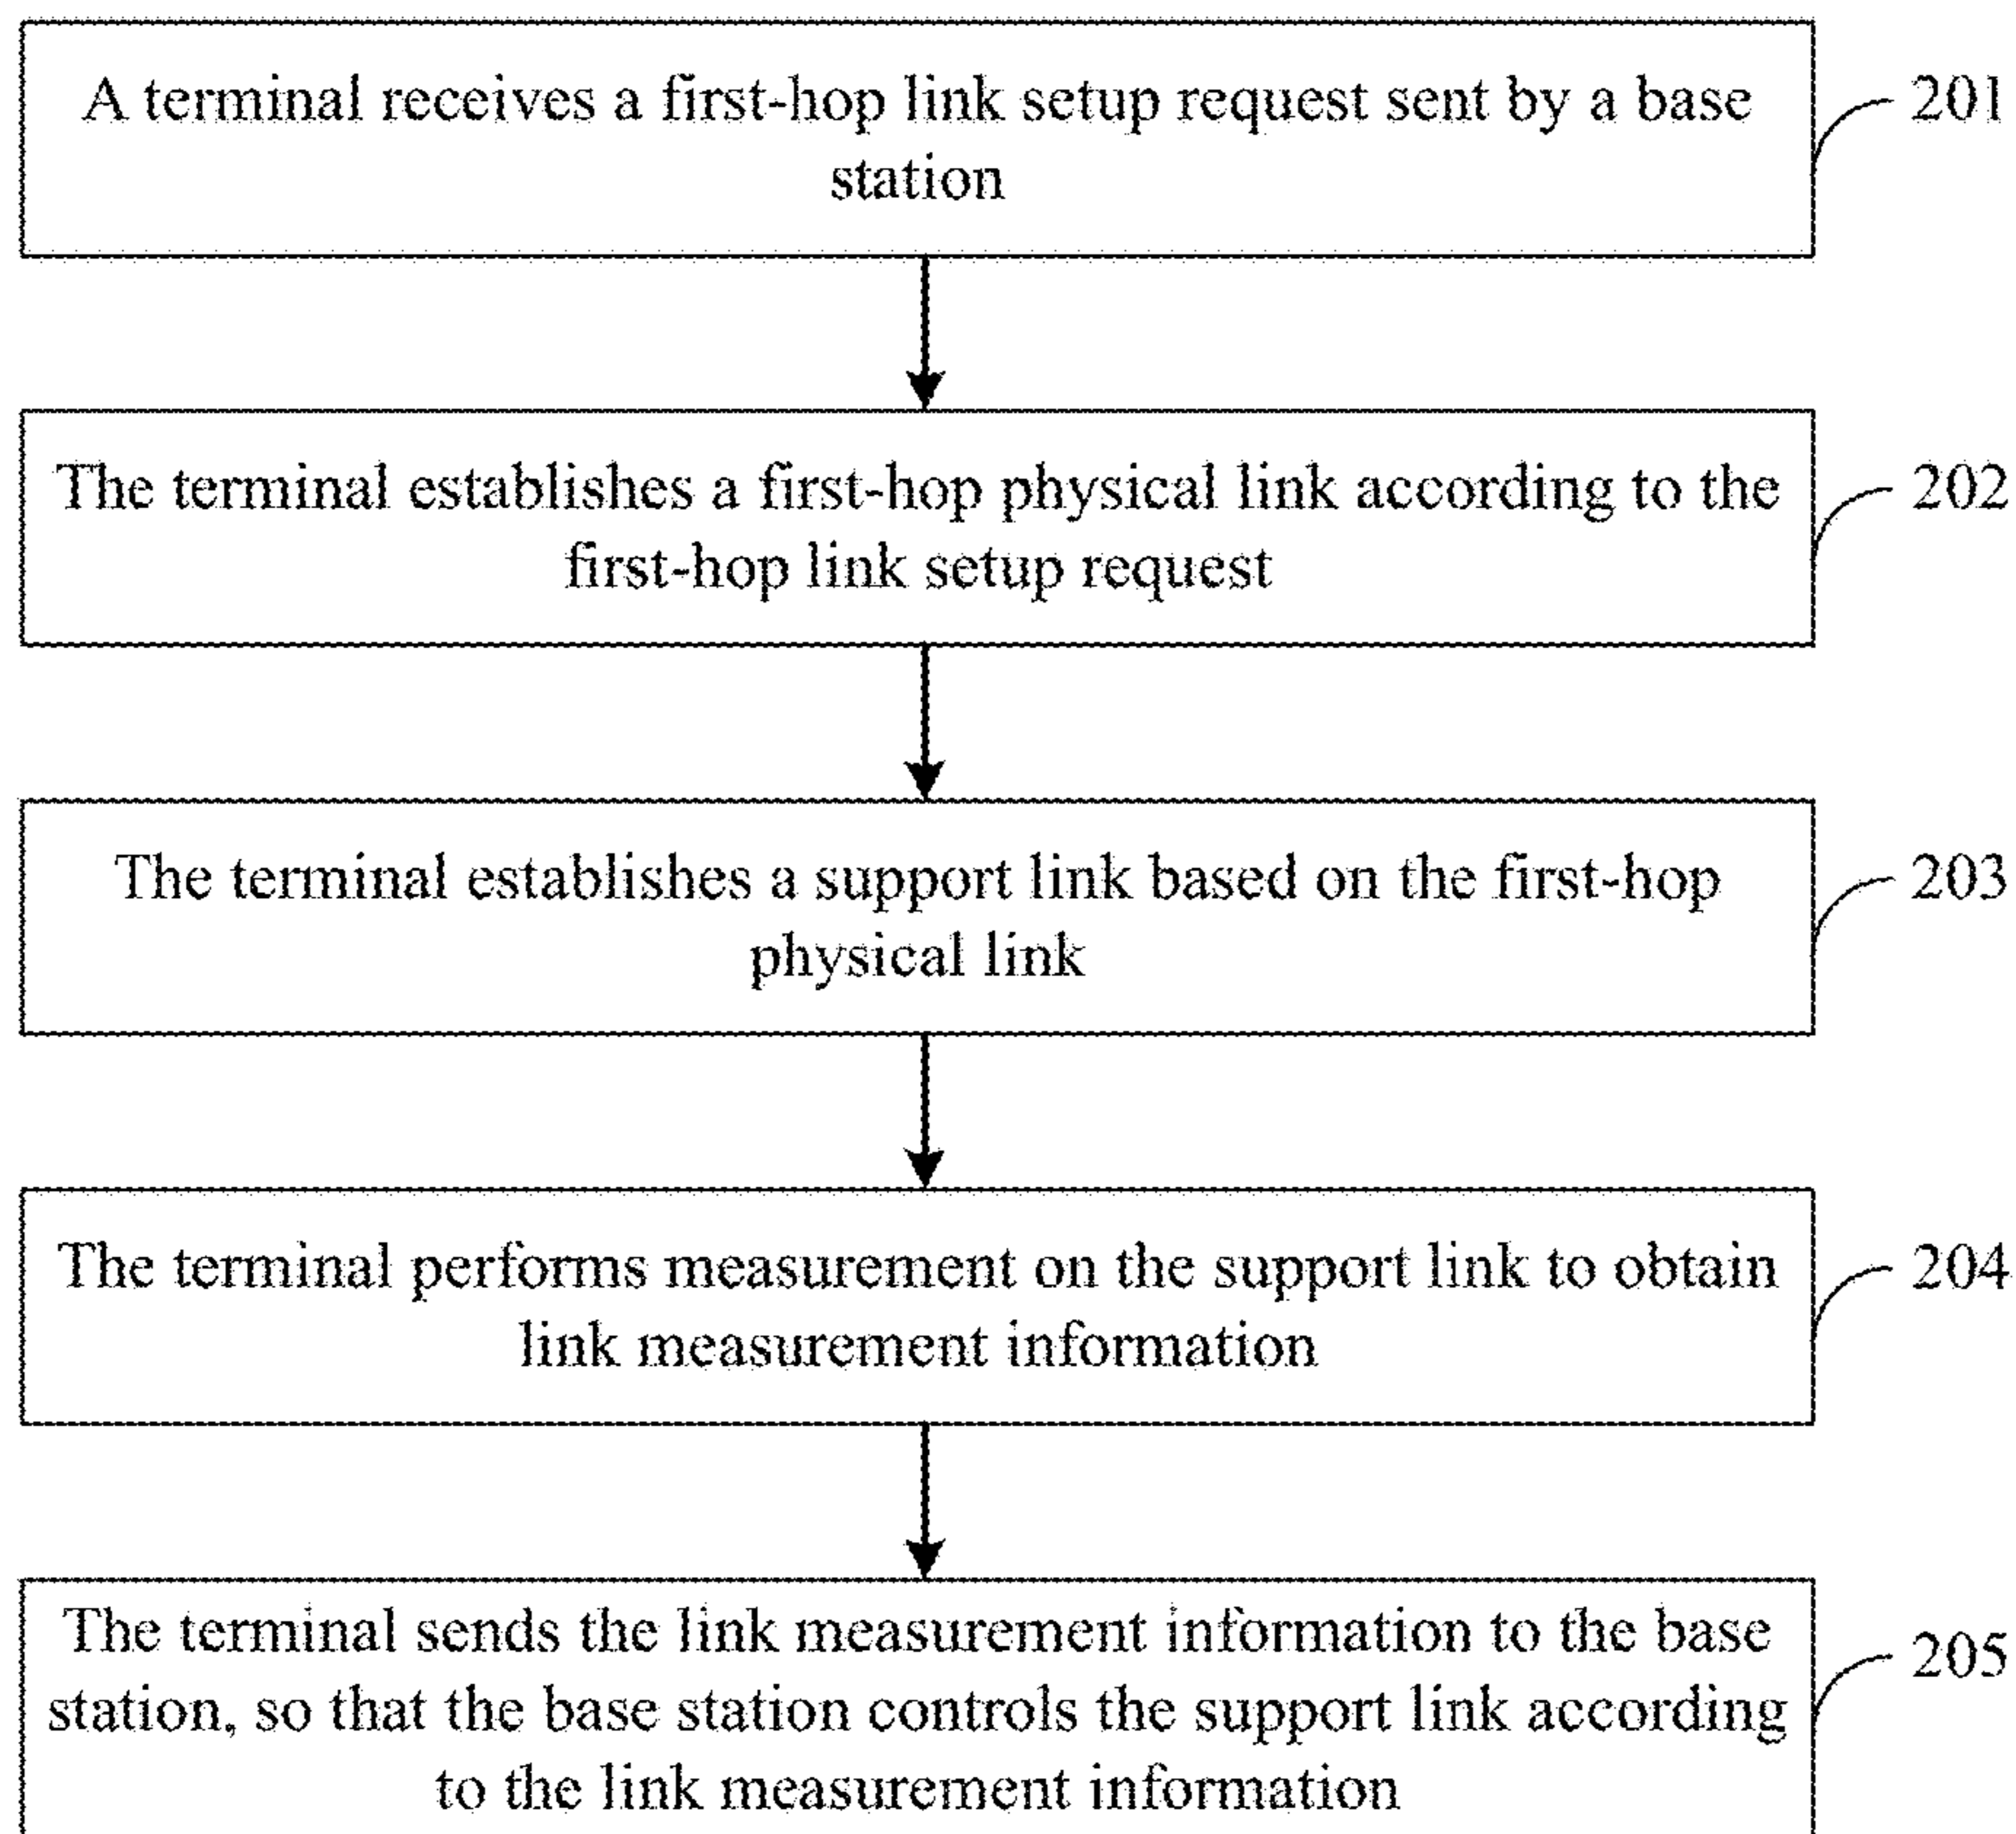 A terminal receives a first-hop link setup request sent by a base
station
201
The terminal establishes a first-hop physical link according to the
first-hop link setup request
202
The terminal establishes a support link based on the first-hop
physical link
203
The terminal performs measurement on the support link to obtain
link measurement information
204
The terminal sends the link measurement information to the base
station, so that the base station controls the support link according
to the link measurement information
205